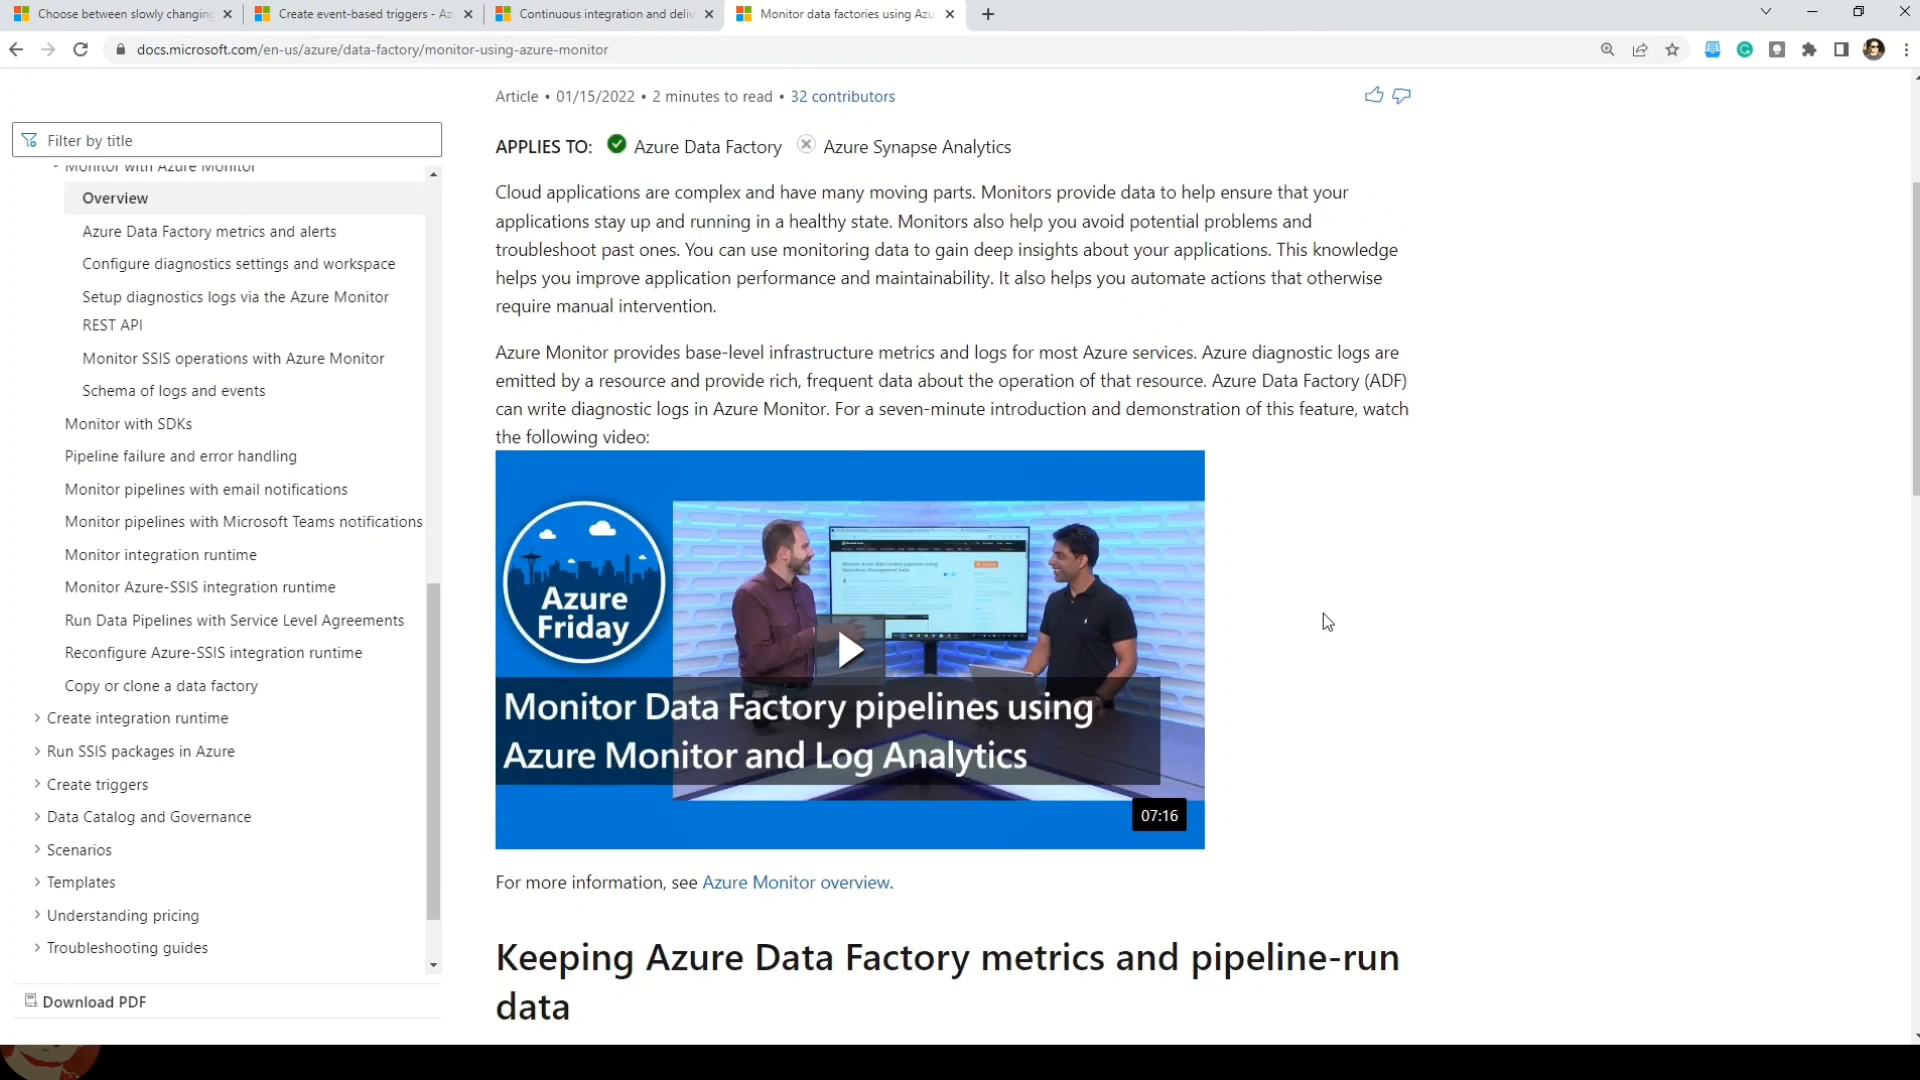 Choose between slowly changing
Create event-based triggers - Az
Continuous integration and deliv
Monitor data factories using Azu
docs.microsoft.com/en-us/azure/data-factory/monitor-using-azure-monitor
Article • 01/15/2022 • 2 minutes to read • 32 contributors
Filter by title
Monitor with Azure Monitor
Overview
Azure Data Factory metrics and alerts
Configure diagnostics settings and workspace
Setup diagnostics logs via the Azure Monitor
REST API
Monitor SSIS operations with Azure Monitor
Schema of logs and events
Monitor with SDKs
Pipeline failure and error handling
Monitor pipelines with email notifications
Monitor pipelines with Microsoft Teams notifications
Monitor integration runtime
Monitor Azure-SSIS integration runtime
Run Data Pipelines with Service Level Agreements
Reconfigure Azure-SSIS integration runtime
Copy or clone a data factory
Create integration runtime
Run SSIS packages in Azure
Create triggers
Data Catalog and Governance
Scenarios
Templates
Understanding pricing
Troubleshooting guides
Download PDF
APPLIES TO: Azure Data Factory Azure Synapse Analytics
Cloud applications are complex and have many moving parts. Monitors provide data to help ensure that your
applications stay up and running in a healthy state. Monitors also help you avoid potential problems and
troubleshoot past ones. You can use monitoring data to gain deep insights about your applications. This knowledge
helps you improve application performance and maintainability. It also helps you automate actions that otherwise
require manual intervention.
Azure Monitor provides base-level infrastructure metrics and logs for most Azure services. Azure diagnostic logs are
emitted by a resource and provide rich, frequent data about the operation of that resource. Azure Data Factory (ADF)
can write diagnostic logs in Azure Monitor. For a seven-minute introduction and demonstration of this feature, watch
the following video:
Azure
Friday
Monitor Data Factory pipelines using
Azure Monitor and Log Analytics
07:16
For more information, see Azure Monitor overview.
Keeping Azure Data Factory metrics and pipeline-run
data